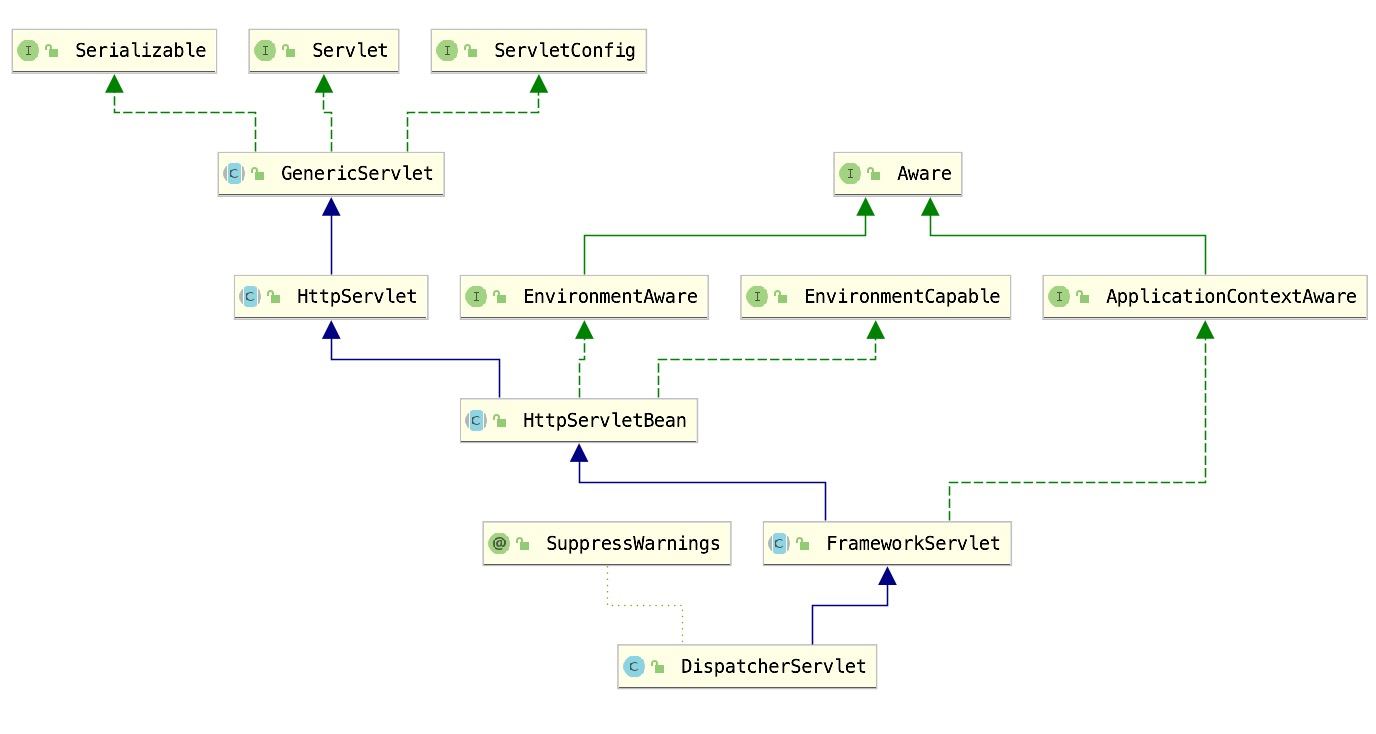 I Serializable
I Servlet
I ServletConfig
C GenericServlet
I Aware
C HttpServlet
I EnvironmentAware
I EnvironmentCapable
I ApplicationContextAware
C HttpServletBean
@ SuppressWarnings
C FrameworkServlet
C DispatcherServlet